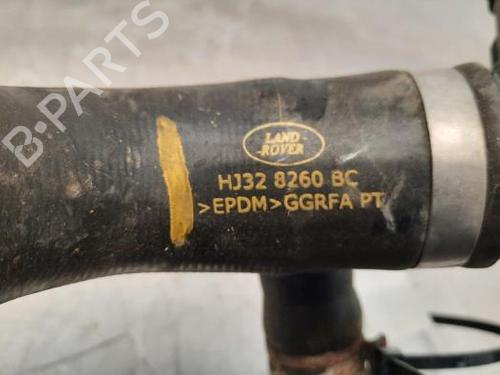 B-PARTS
LAND-
-ROVER
HJ32 8260 BC
>EPDM>GGRFA PT